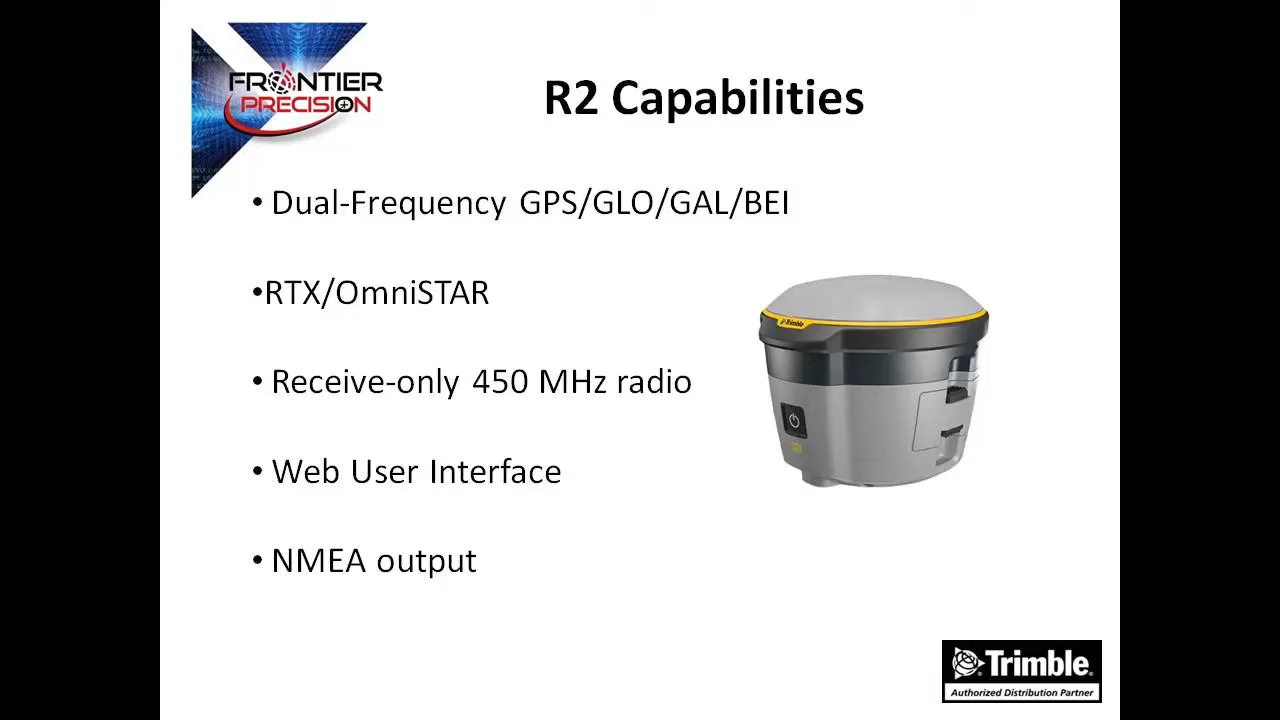 FRONTIER
PRECISION
R2 Capabilities
• Dual-Frequency GPS/GLO/GAL/BEI
•RTX/OmniSTAR
• Receive-only 450 MHz radio
• Web User Interface
• NMEA output
Trimble
Trimble.
Authorized Distribution Partner